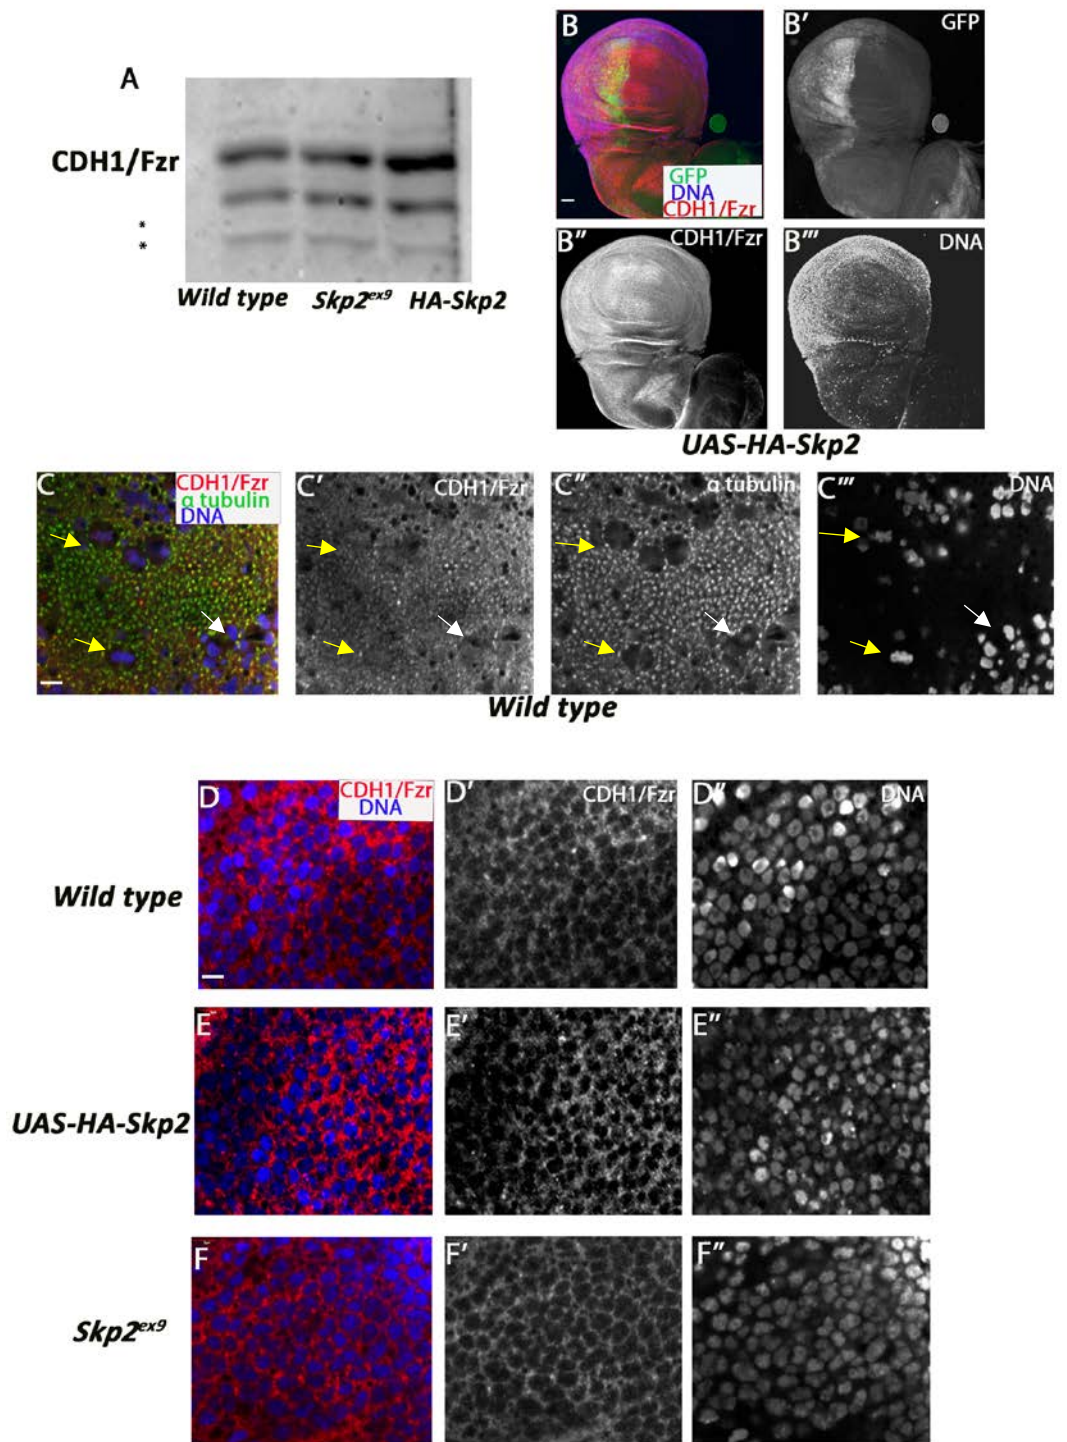 A
CDH1/Fzr
*
*
Wild type Skp2ex9 HA-Skp2
B
GFP
DNA
CDH1/Fzr
B' GFP
B'' CDH1/Fzr
B''' DNA
UAS-HA-Skp2
C CDH1/Fzr
α tubulin
DNA
C' CDH1/Fzr
C'' α tubulin
C''' DNA
Wild type
D CDH1/Fzr
DNA
D' CDH1/Fzr
D'' DNA
Wild type
E
E'
E''
UAS-HA-Skp2
F
F'
F''
Skp2ex9